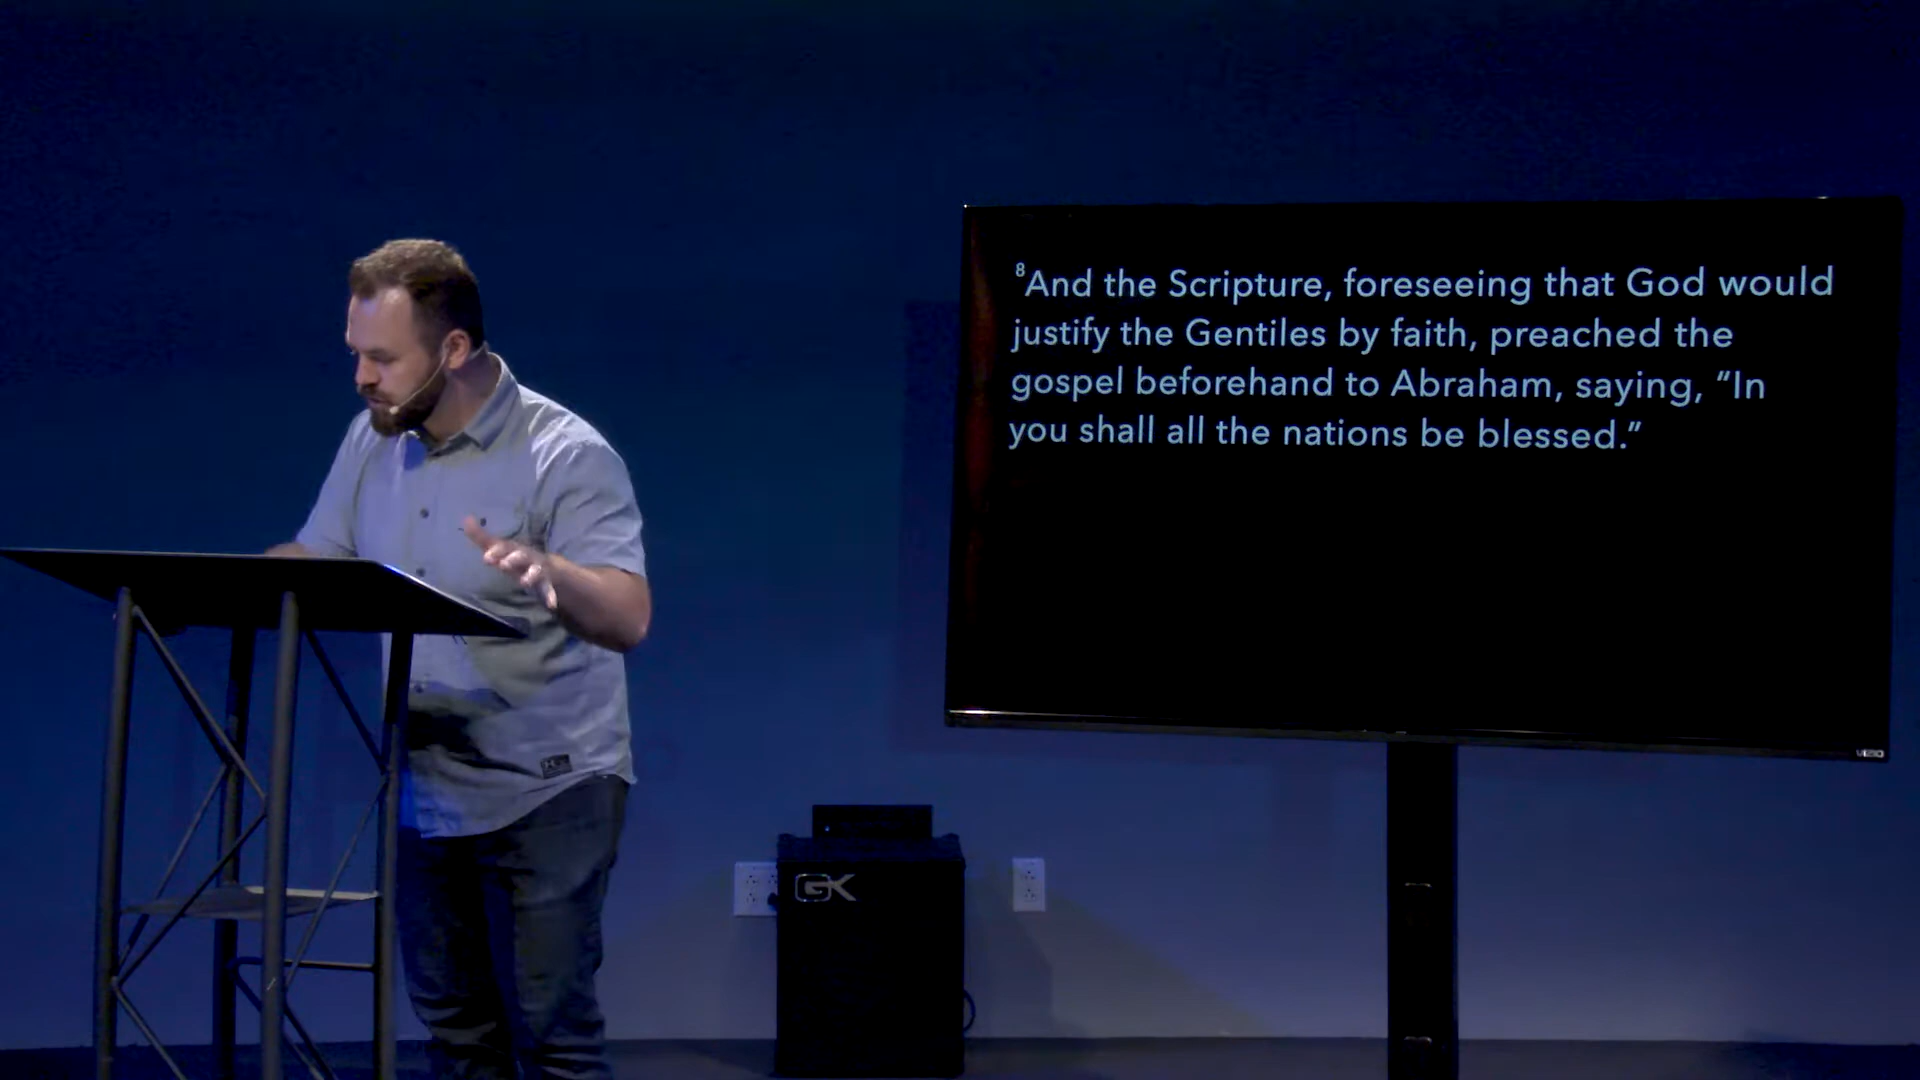 ⁸And the Scripture, foreseeing that God would
justify the Gentiles by faith, preached the
gospel beforehand to Abraham, saying, “In
you shall all the nations be blessed.”
VIZIO
GK